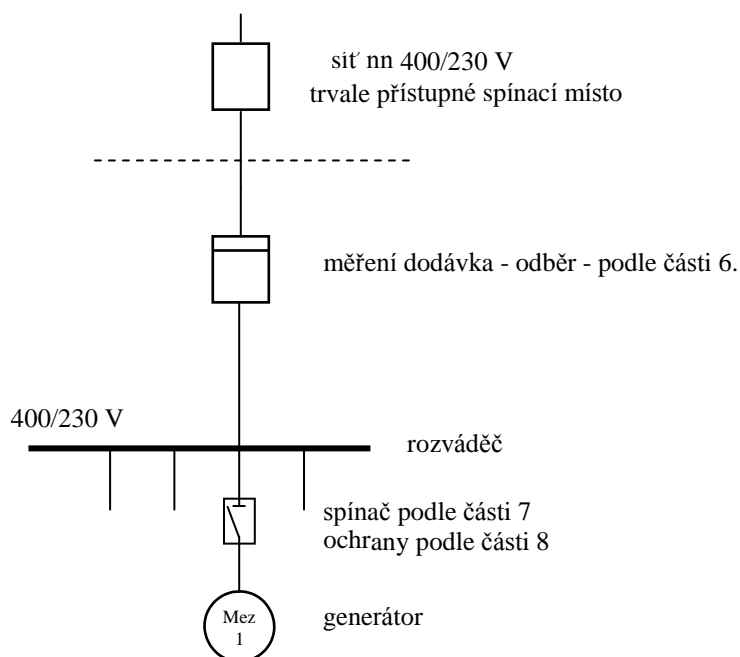 síť nn 400/230 V
trvale přístupné spínací místo
měření dodávka - odběr - podle části 6.
400/230 V
rozváděč
spínač podle části 7
ochrany podle části 8
Mez
1
generátor